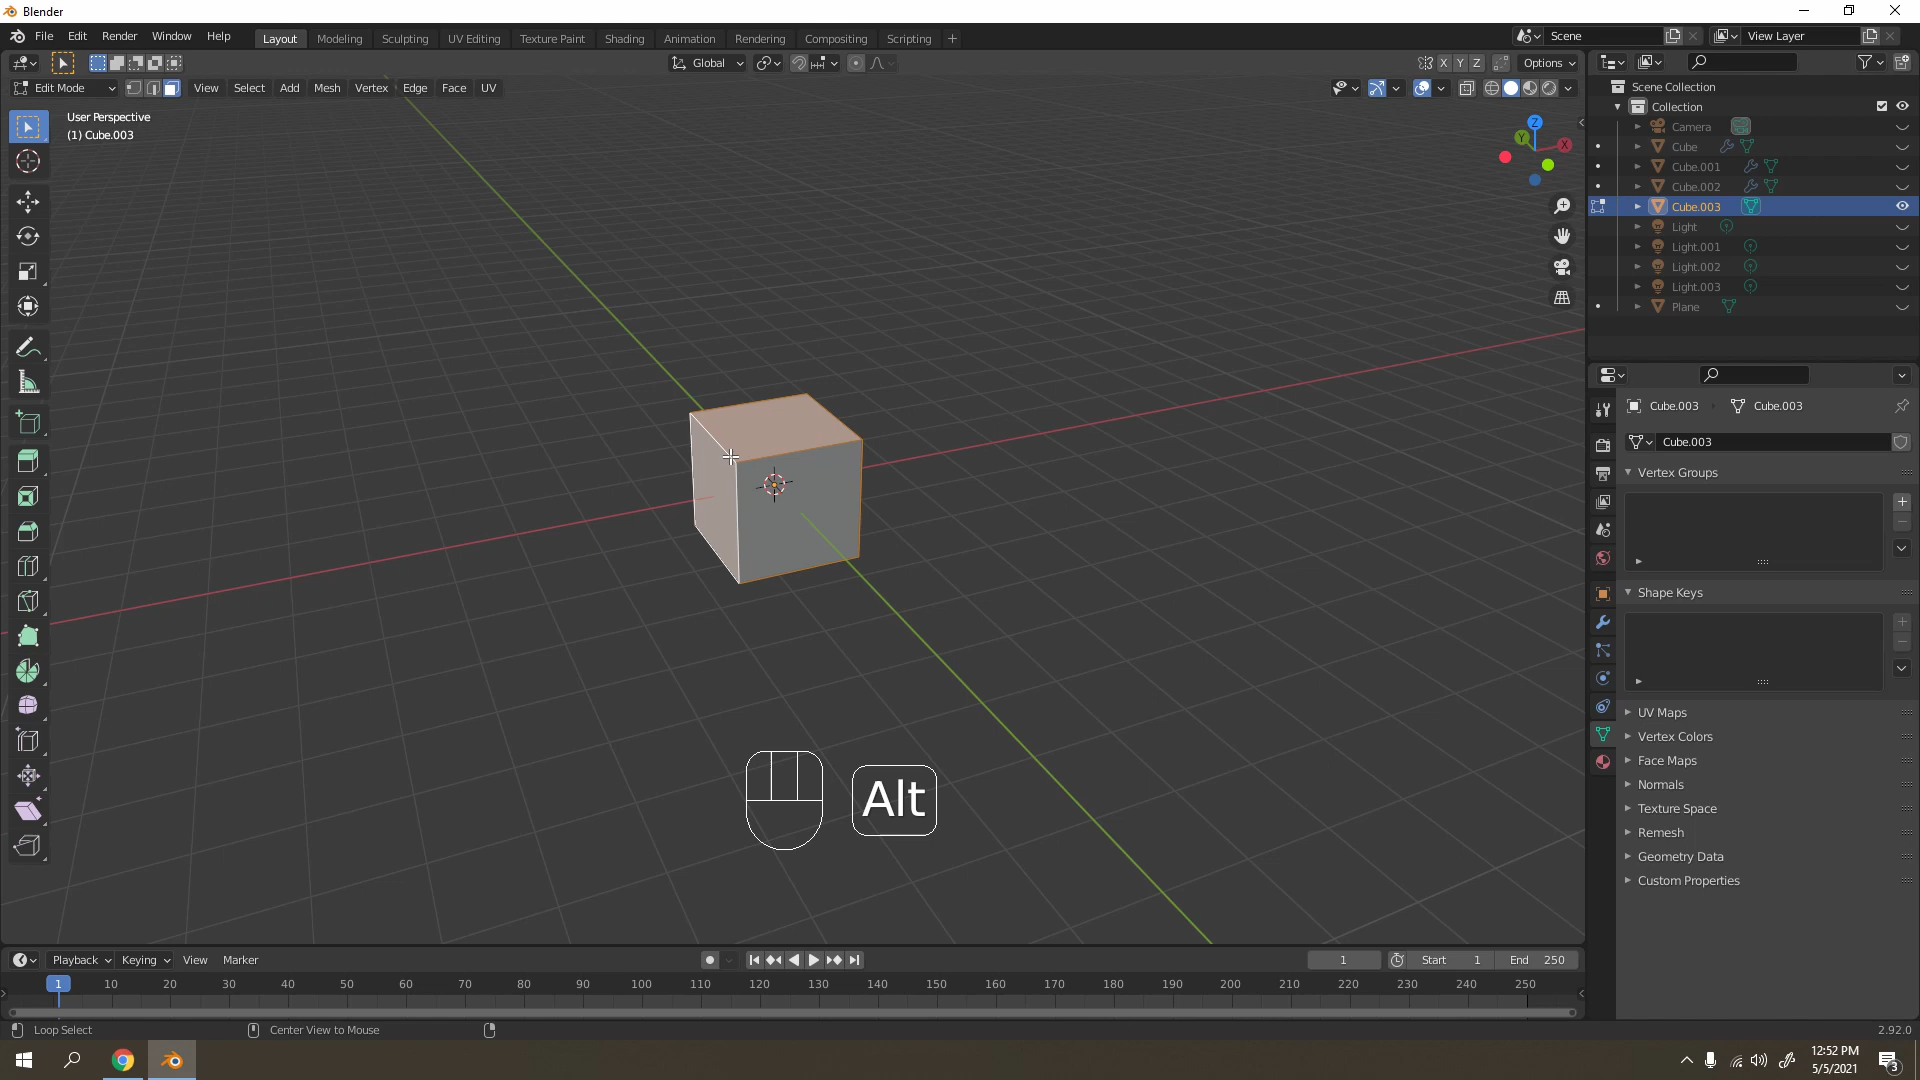 Blender
File Edit Render Window Help
Layout Modeling Sculpting UV Editing Texture Paint Shading Animation Rendering Compositing Scripting +
Scene
View Layer
Global
X Y Z
Options
Edit Mode
View Select Add Mesh Vertex Edge Face UV
User Perspective
(1) Cube.003
Z
Y
X
Scene Collection
Collection
Camera
Cube
Cube.001
Cube.002
Cube.003
Light
Light.001
Light.002
Light.003
Plane
Cube.003
Cube.003
Cube.003
Vertex Groups
Shape Keys
UV Maps
Vertex Colors
Face Maps
Normals
Texture Space
Remesh
Geometry Data
Custom Properties
Alt
Playback Keying View Marker
1
Start 1
End 250
1 10 20 30 40 50 60 70 80 90 100 110 120 130 140 150 160 170 180 190 200 210 220 230 240 250
Loop Select
Center View to Mouse
2.92.0
12:52 PM
5/5/2021
3